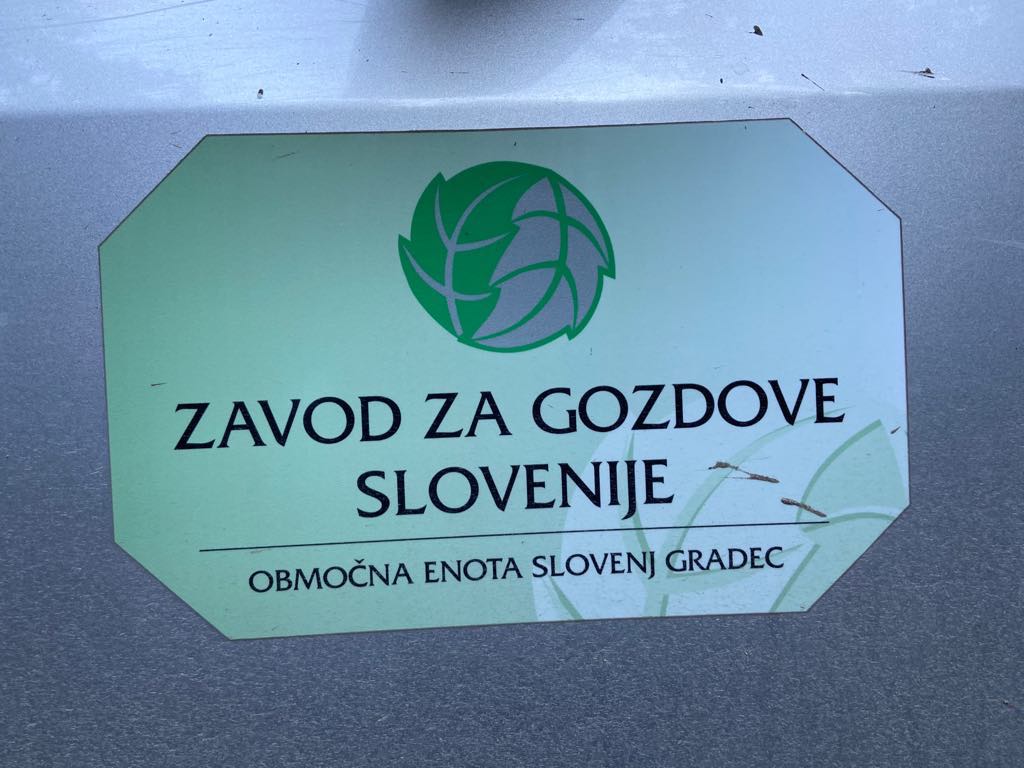 ZAVOD ZA GOZDOVE
SLOVENIJE
OBMOČNA ENOTA SLOVENJ GRADEC